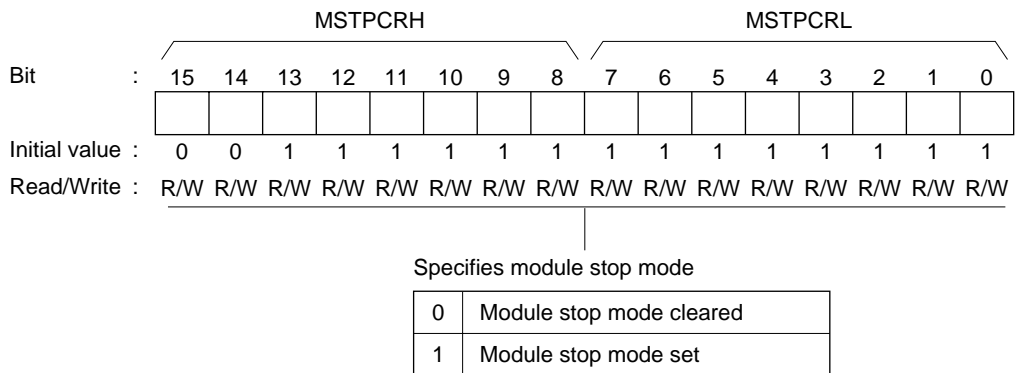 MSTPCRH MSTPCRL
Bit : 15 14 13 12 11 10 9 8 7 6 5 4 3 2 1 0
Initial value : 0 0 1 1 1 1 1 1 1 1 1 1 1 1 1 1
Read/Write : R/W R/W R/W R/W R/W R/W R/W R/W R/W R/W R/W R/W R/W R/W R/W R/W
Specifies module stop mode
0 Module stop mode cleared
1 Module stop mode set